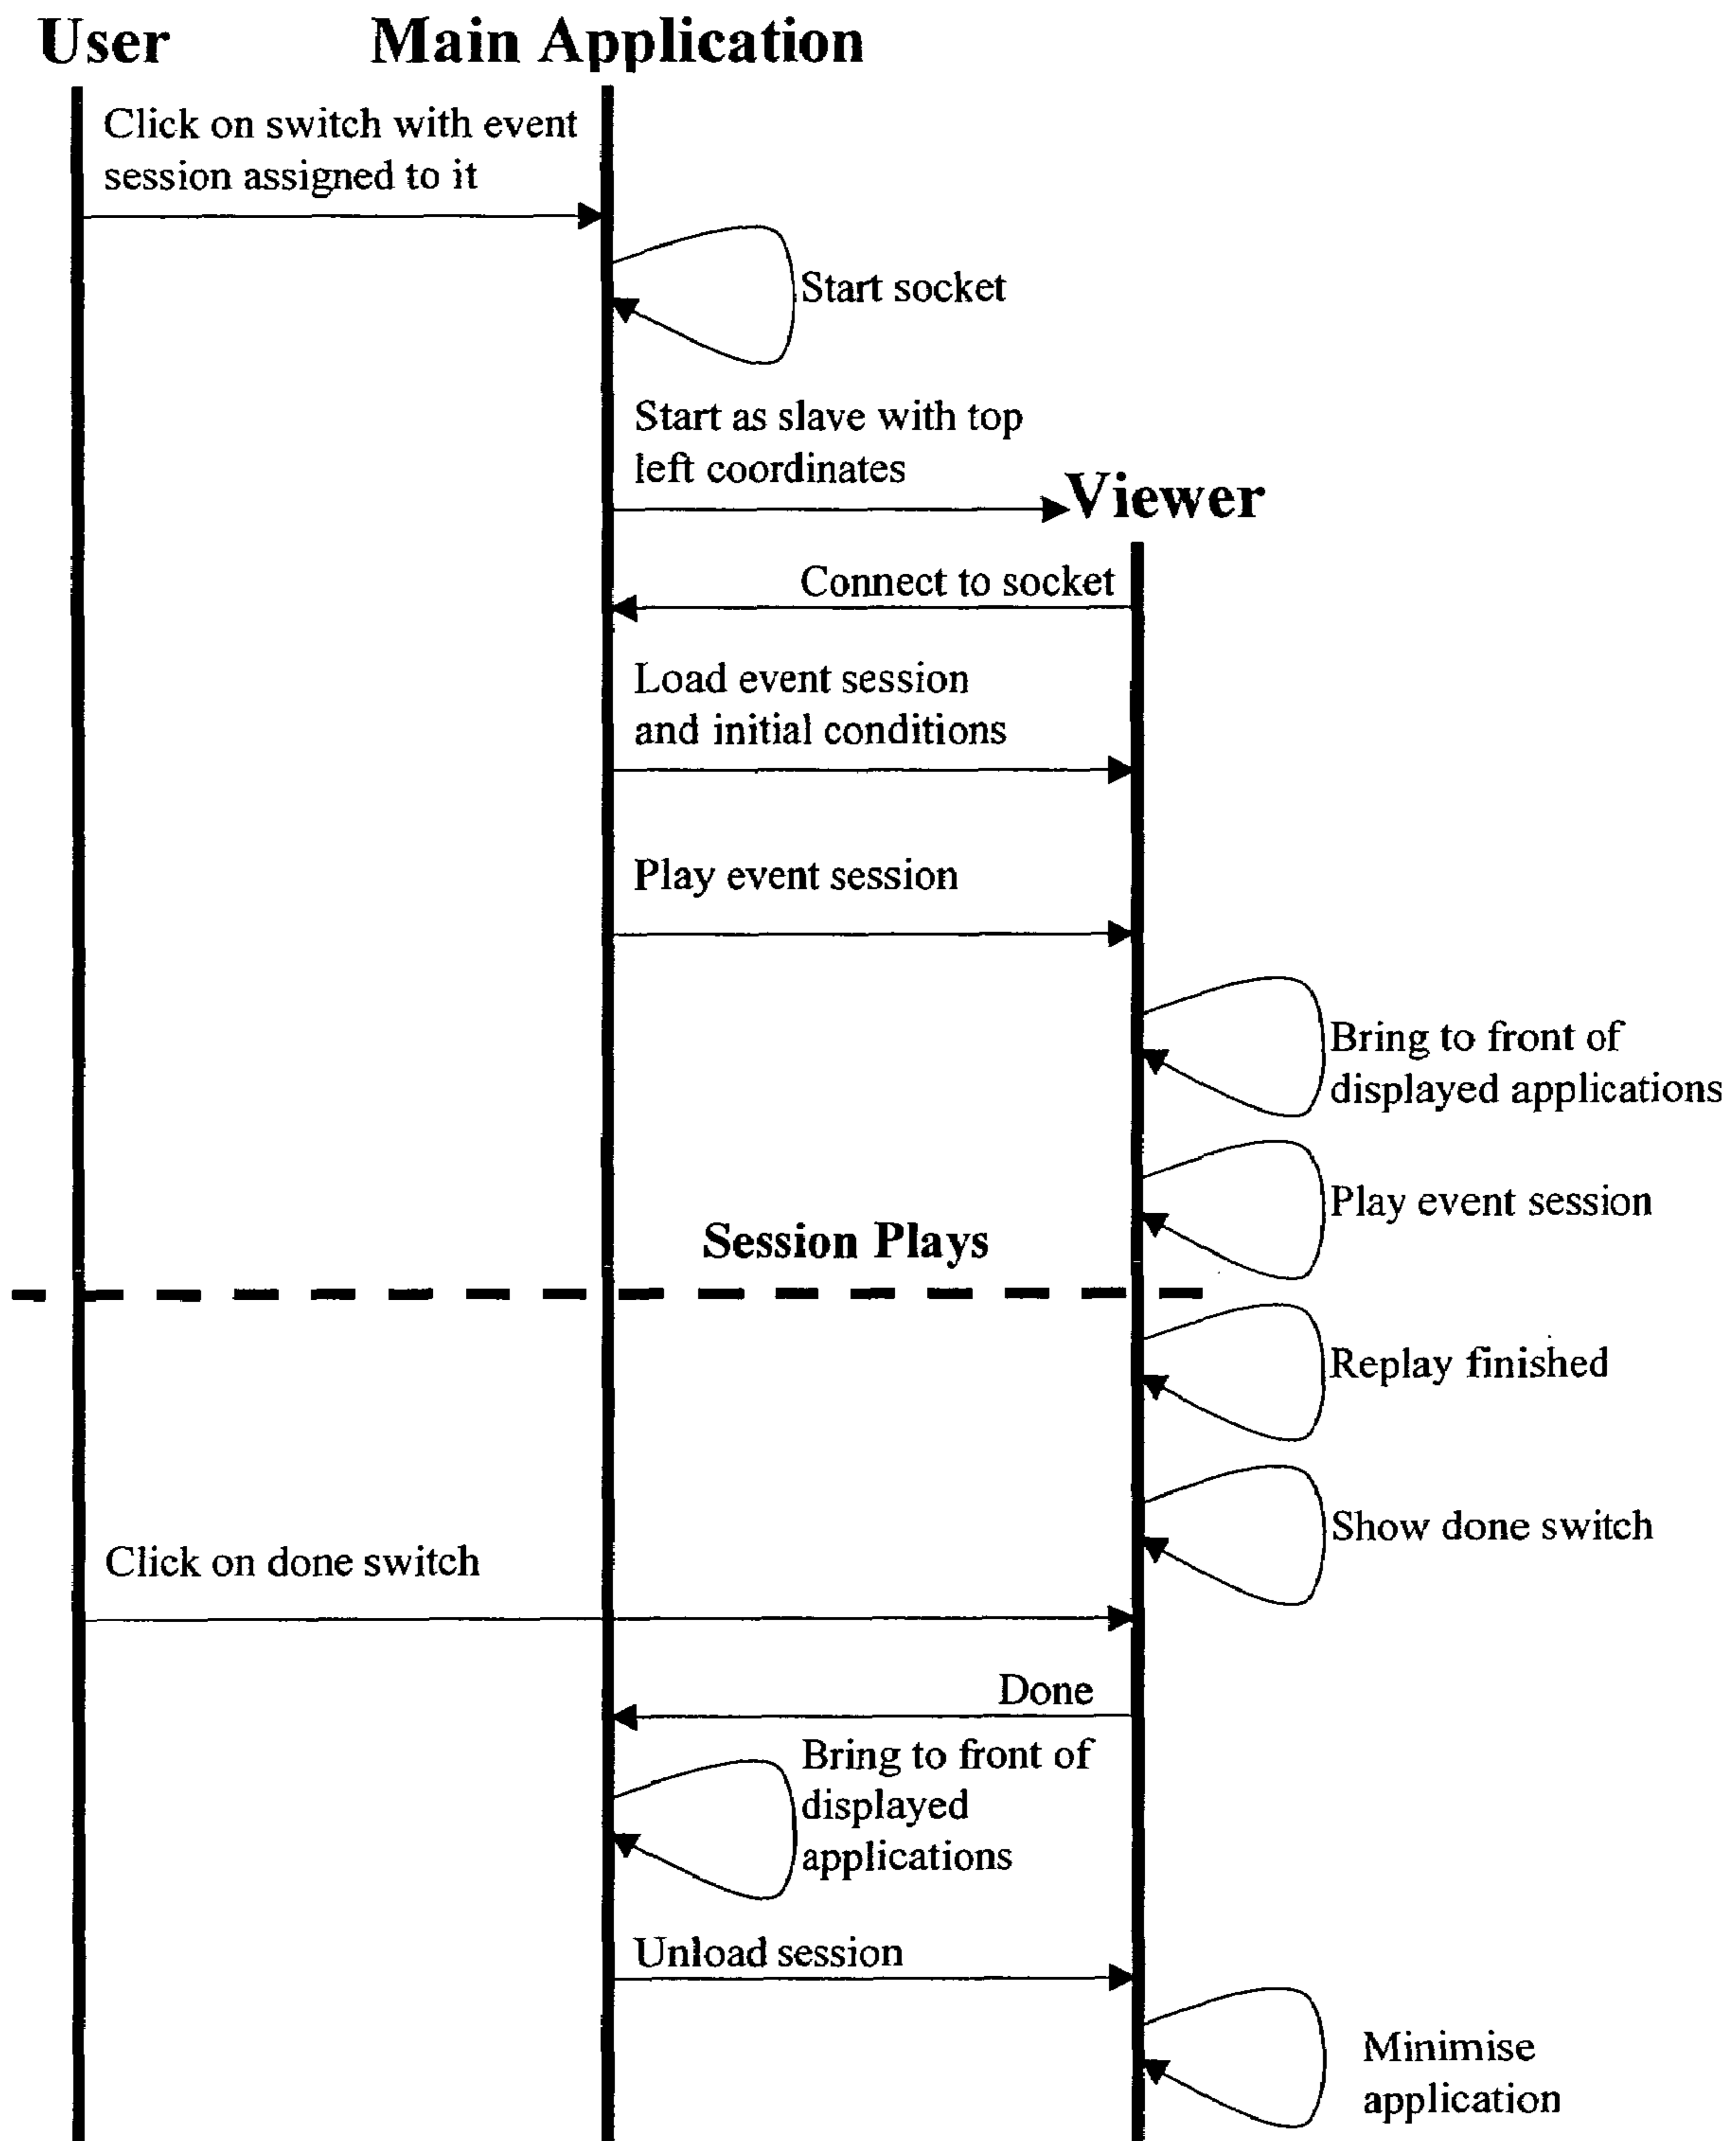 User
Main Application
Click on switch with event
session assigned to it
Start socket
Start as slave with top
left coordinates
Viewer
Connect to socket
Load event session
and initial conditions
Play event session
Bring to front of
displayed applications
Play event session
Session Plays
Replay finished
Show done switch
Click on done switch
Done
Bring to front of
displayed
applications
Unload session
Minimise
application